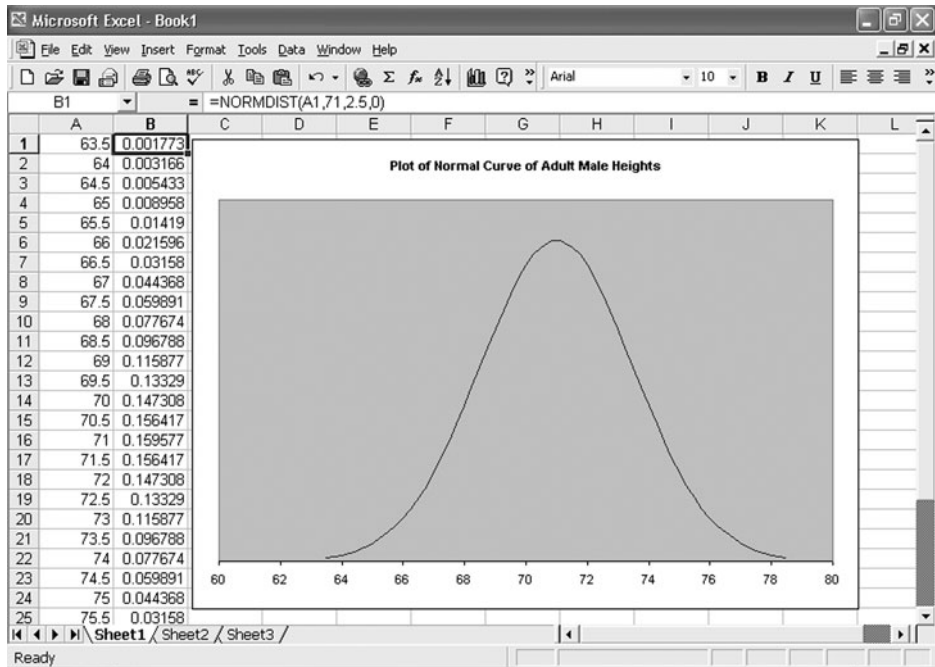 Microsoft Excel - Book1
File Edit View Insert Format Tools Data Window Help
Arial 10 B I U
B1 = =NORMDIST(A1,71,2.5,0)
A B C D E F G H I J K L
1 63.5 0.001773
2 64 0.003166
3 64.5 0.005433
4 65 0.008958
5 65.5 0.01419
6 66 0.021596
7 66.5 0.03158
8 67 0.044368
9 67.5 0.059891
10 68 0.077674
11 68.5 0.096788
12 69 0.115877
13 69.5 0.13329
14 70 0.147308
15 70.5 0.156417
16 71 0.159577
17 71.5 0.156417
18 72 0.147308
19 72.5 0.13329
20 73 0.115877
21 73.5 0.096788
22 74 0.077674
23 74.5 0.059891
24 75 0.044368
25 75.5 0.03158
Plot of Normal Curve of Adult Male Heights
60 62 64 66 68 70 72 74 76 78 80
Sheet1 / Sheet2 / Sheet3 /
Ready